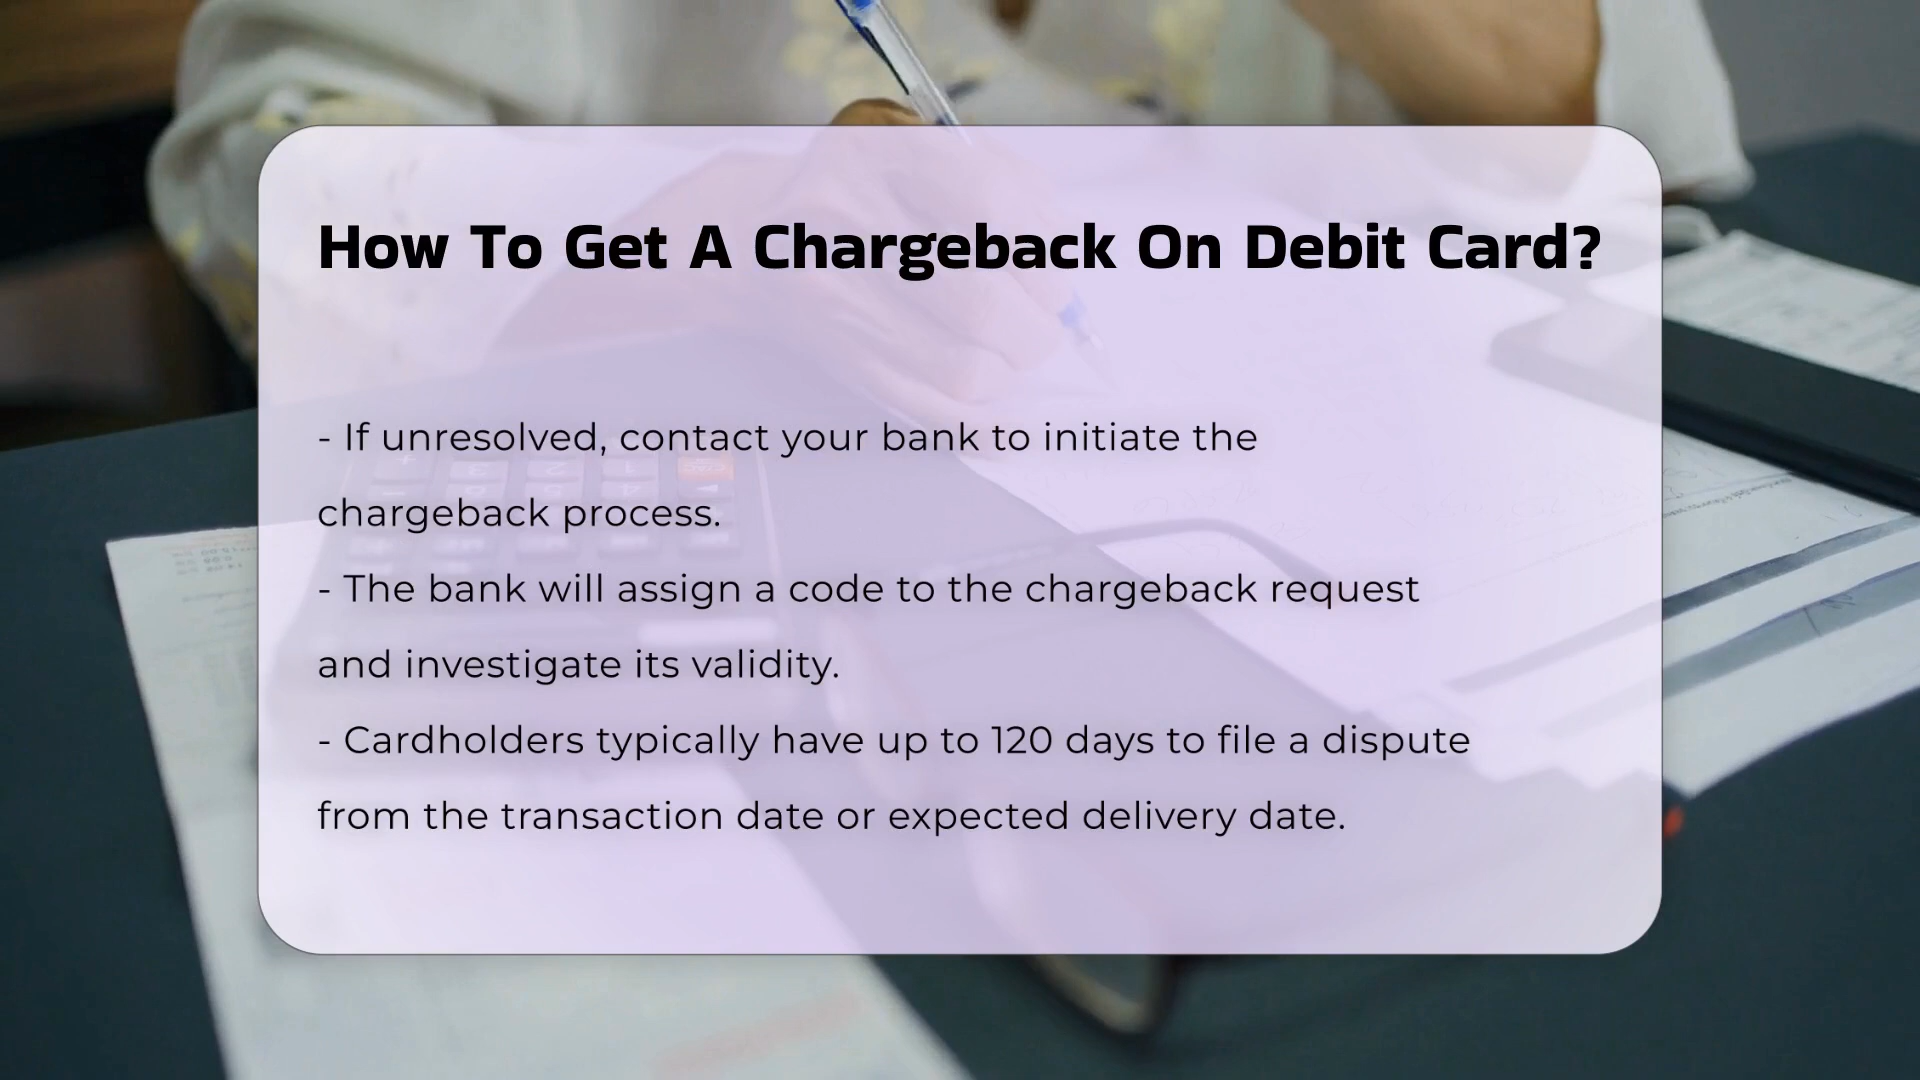 How To Get A Chargeback On Debit Card?
- If unresolved, contact your bank to initiate the
chargeback process.
- The bank will assign a code to the chargeback request
and investigate its validity.
- Cardholders typically have up to 120 days to file a dispute
from the transaction date or expected delivery date.